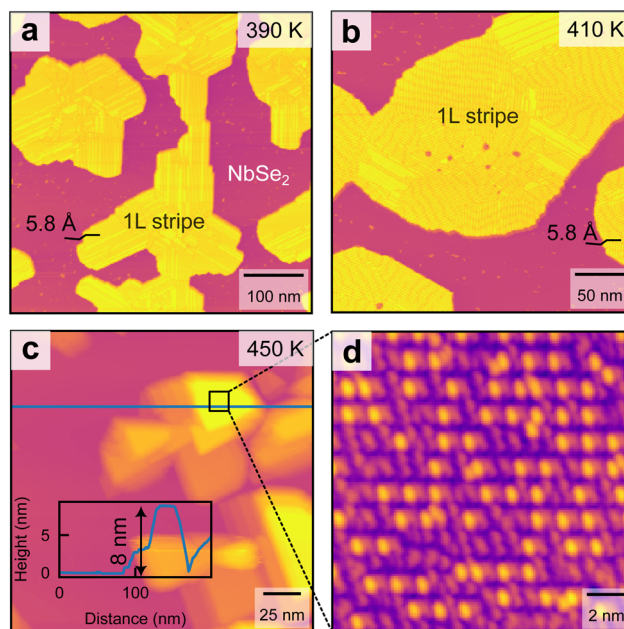 a
390 K
NbSe₂
1L stripe
5.8 Å
100 nm
b
410 K
1L stripe
5.8 Å
50 nm
c
450 K
Height (nm)
5
0
8 nm
0
100
Distance (nm)
25 nm
d
2 nm